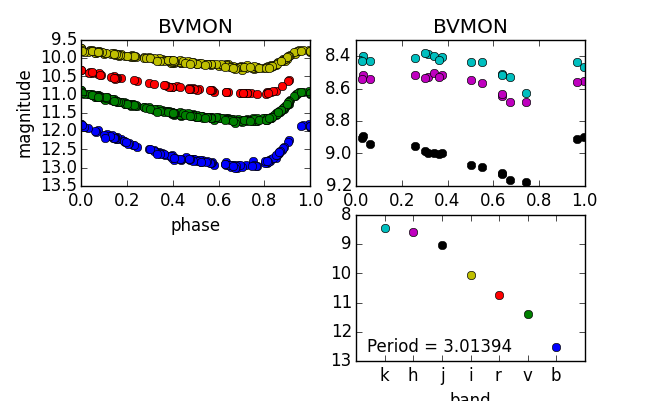 BVMON
9.5
10.0
10.5
11.0
11.5
12.0
12.5
13.0
13.5
magnitude
0.0 0.2 0.4 0.6 0.8 1.0
phase
BVMON
8.4
8.6
8.8
9.0
9.2
0.0 0.2 0.4 0.6 0.8 1.0
8
9
10
11
12
13
Period = 3.01394
k h j i r v b
band